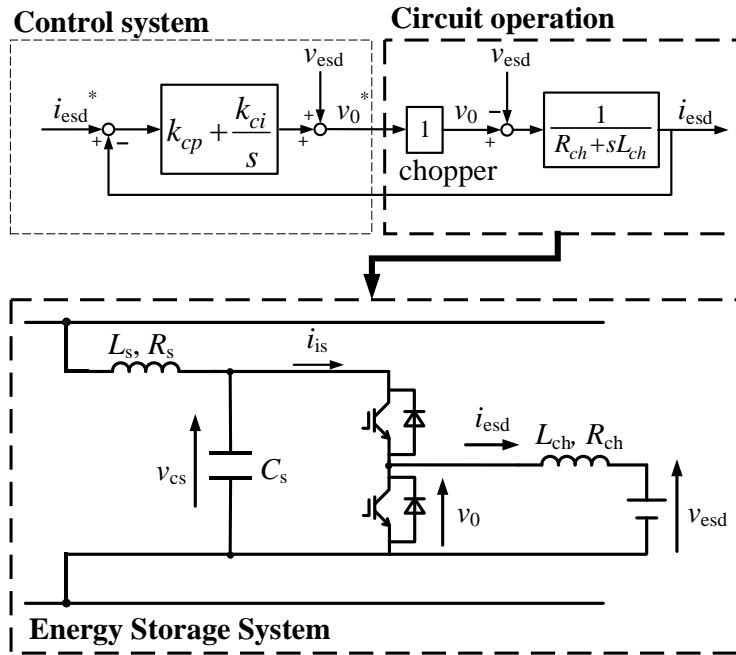 Control system
Circuit operation
v_esd
v_esd
i_esd*
+
−
k_cp + k_ci/s
+
+
v_0*
1
v_0
−
+
1/(R_ch + sL_ch)
i_esd
chopper
L_s, R_s
i_is
i_esd
L_ch, R_ch
v_cs
C_s
v_0
v_esd
Energy Storage System